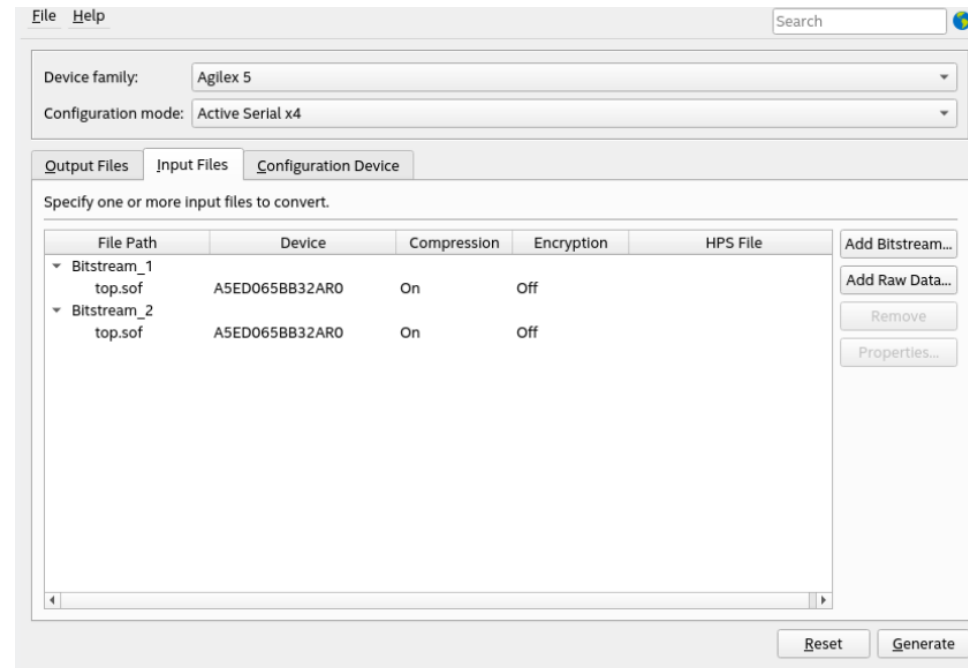 File Help Search
Device family: Agilex 5
Configuration mode: Active Serial x4
Output Files Input Files Configuration Device
Specify one or more input files to convert.
File Path Device Compression Encryption HPS File Add Bitstream...
Bitstream_1
top.sof A5ED065BB32AR0 On Off Add Raw Data...
Bitstream_2 Remove
top.sof A5ED065BB32AR0 On Off
Properties...
Reset Generate